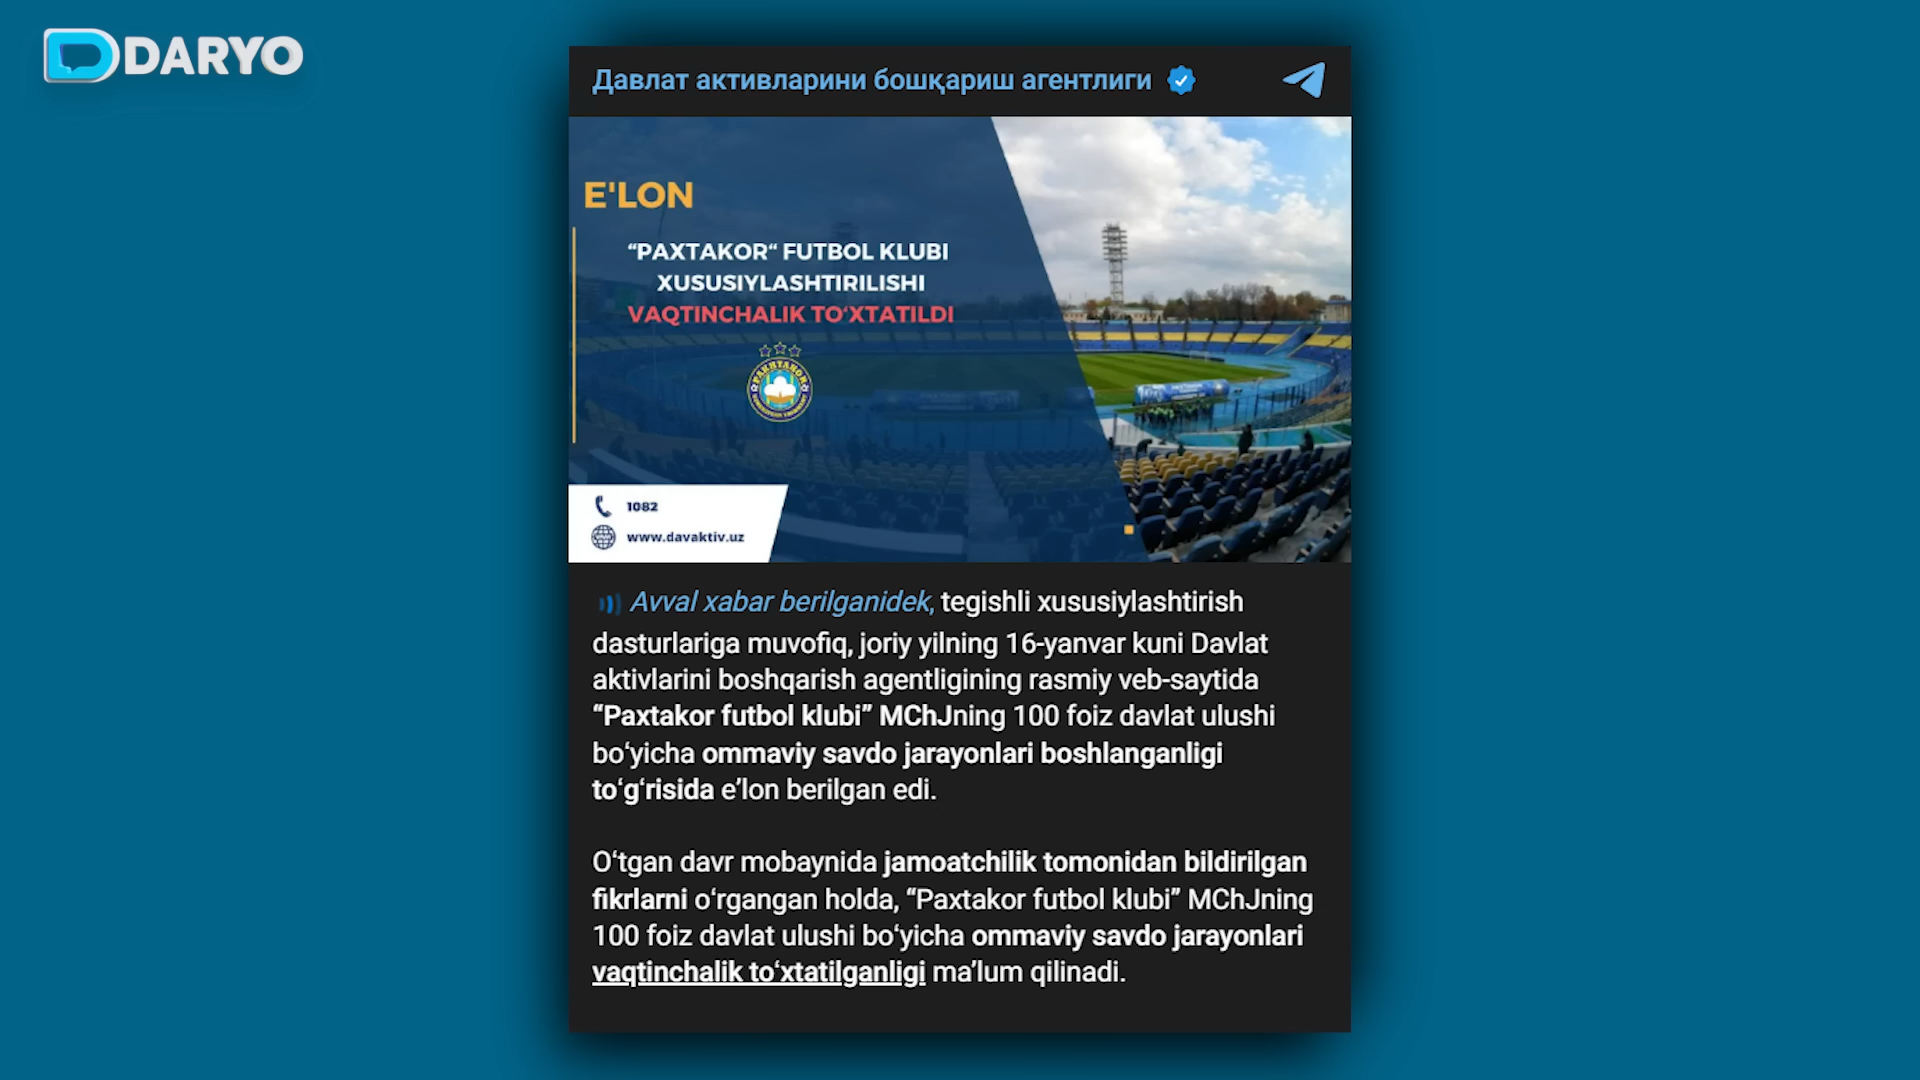 DARYO
Давлат активларини бошқариш агентлиги
E'LON
“PAXTAKOR“ FUTBOL KLUBI
XUSUSIYLASHTIRILISHI
VAQTINCHALIK TO‘XTATILDI
PAKHTAKOR
1082
www.davaktiv.uz
Avval xabar berilganidek, tegishli xususiylashtirish
dasturlariga muvofiq, joriy yilning 16-yanvar kuni Davlat
aktivlarini boshqarish agentligining rasmiy veb-saytida
“Paxtakor futbol klubi” MChJning 100 foiz davlat ulushi
bo‘yicha ommaviy savdo jarayonlari boshlanganligi
to‘g‘risida e’lon berilgan edi.
O‘tgan davr mobaynida jamoatchilik tomonidan bildirilgan
fikrlarni o‘rgangan holda, “Paxtakor futbol klubi” MChJning
100 foiz davlat ulushi bo‘yicha ommaviy savdo jarayonlari
vaqtinchalik to‘xtatilganligi ma’lum qilinadi.